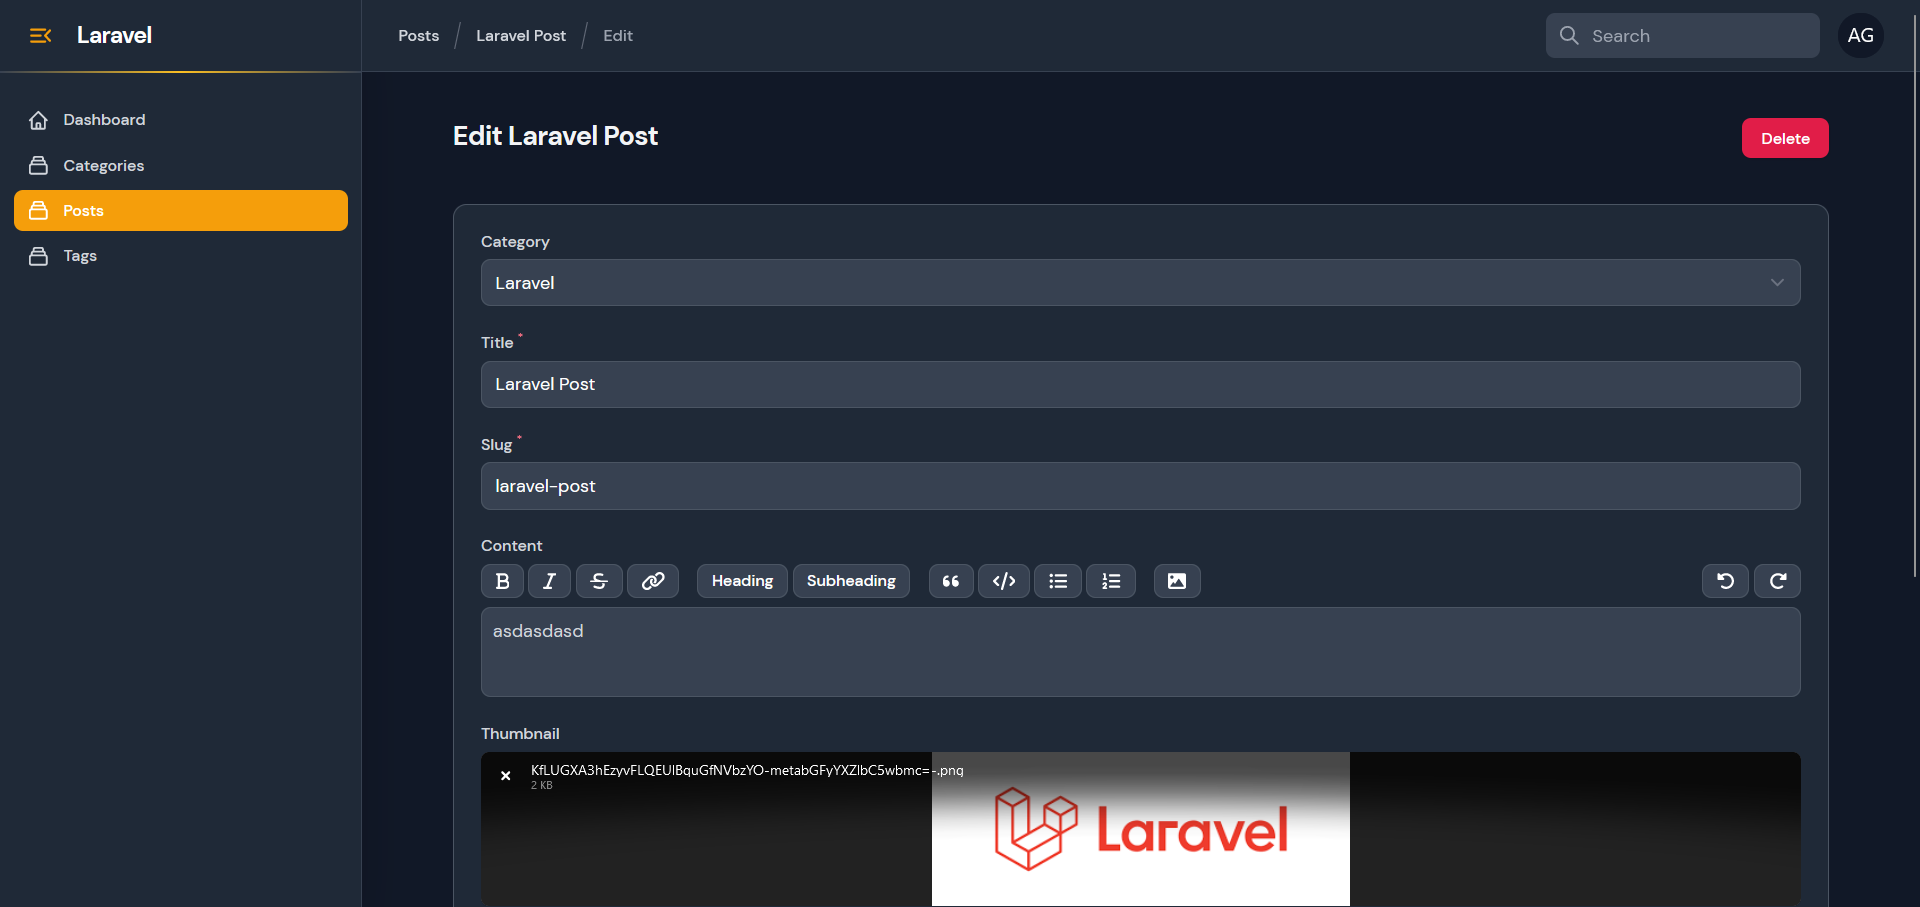 Laravel
Posts / Laravel Post / Edit
Search
AG
Dashboard
Categories
Posts
Tags
Edit Laravel Post
Delete
Category
Laravel
Title *
Laravel Post
Slug *
laravel-post
Content
Heading
Subheading
asdasdasd
Thumbnail
KfLUGXA3hEzyvFLQEUlBquGfNVbzYO-metabGFyYXZlbC5wbmc=-.png
2 KB
Laravel